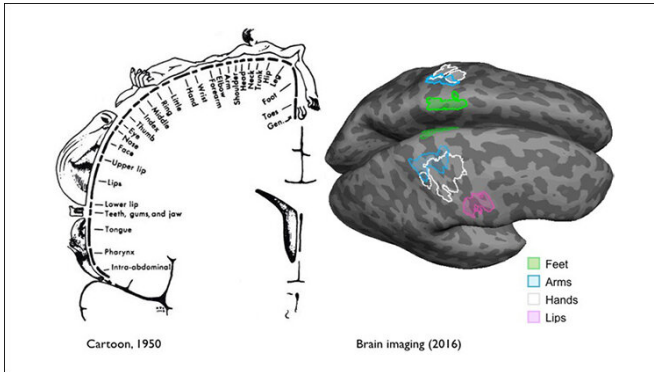 Leg
Hip
Trunk
Neck
Head
Shoulder
Arm
Elbow
Forearm
Wrist
Hand
Little
Ring
Middle
Index
Thumb
Eye
Nose
Face
Upper lip
Lips
Lower lip
Teeth, gums, and jaw
Tongue
Pharynx
Intra-abdominal
Foot
Toes
Gen.
Feet
Arms
Hands
Lips
Cartoon, 1950
Brain imaging (2016)